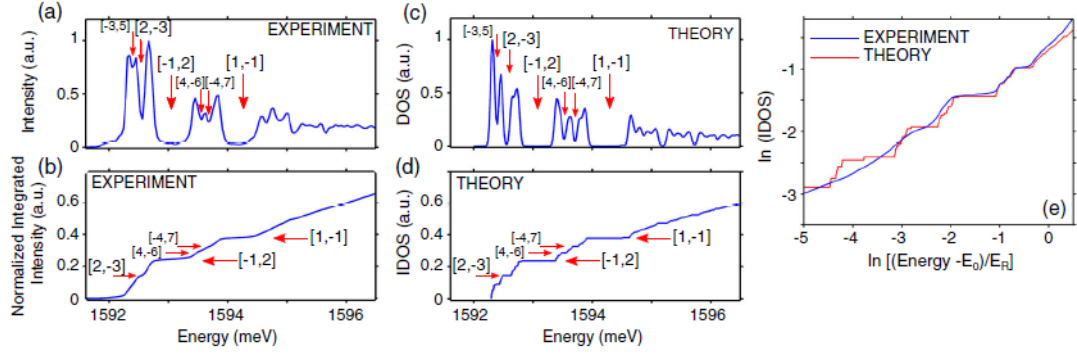 (a)
[-3,5]
[2,-3]
EXPERIMENT
[-1,2]
[1,-1]
[4,-6]
[-4,7]
Intensity (a.u.)
1
0.5
0
(b)
EXPERIMENT
Normalized Integrated
Intensity (a.u.)
0.6
0.4
0.2
0
[-4,7]
[4,-6]
[2,-3]
[1,-1]
[-1,2]
1592
1594
1596
Energy (meV)
(c)
[-3,5]
[2,-3]
THEORY
[-1,2]
[1,-1]
[4,-6]
[-4,7]
DOS (a.u.)
1
0.5
0
(d)
THEORY
IDOS (a.u.)
0.6
0.4
0.2
0
[-4,7]
[4,-6]
[2,-3]
[1,-1]
[-1,2]
1592
1594
1596
Energy (meV)
EXPERIMENT
THEORY
ln (IDOS)
-1
-2
-3
(e)
-5
-4
-3
-2
-1
0
ln [(Energy -E₀)/E_R]